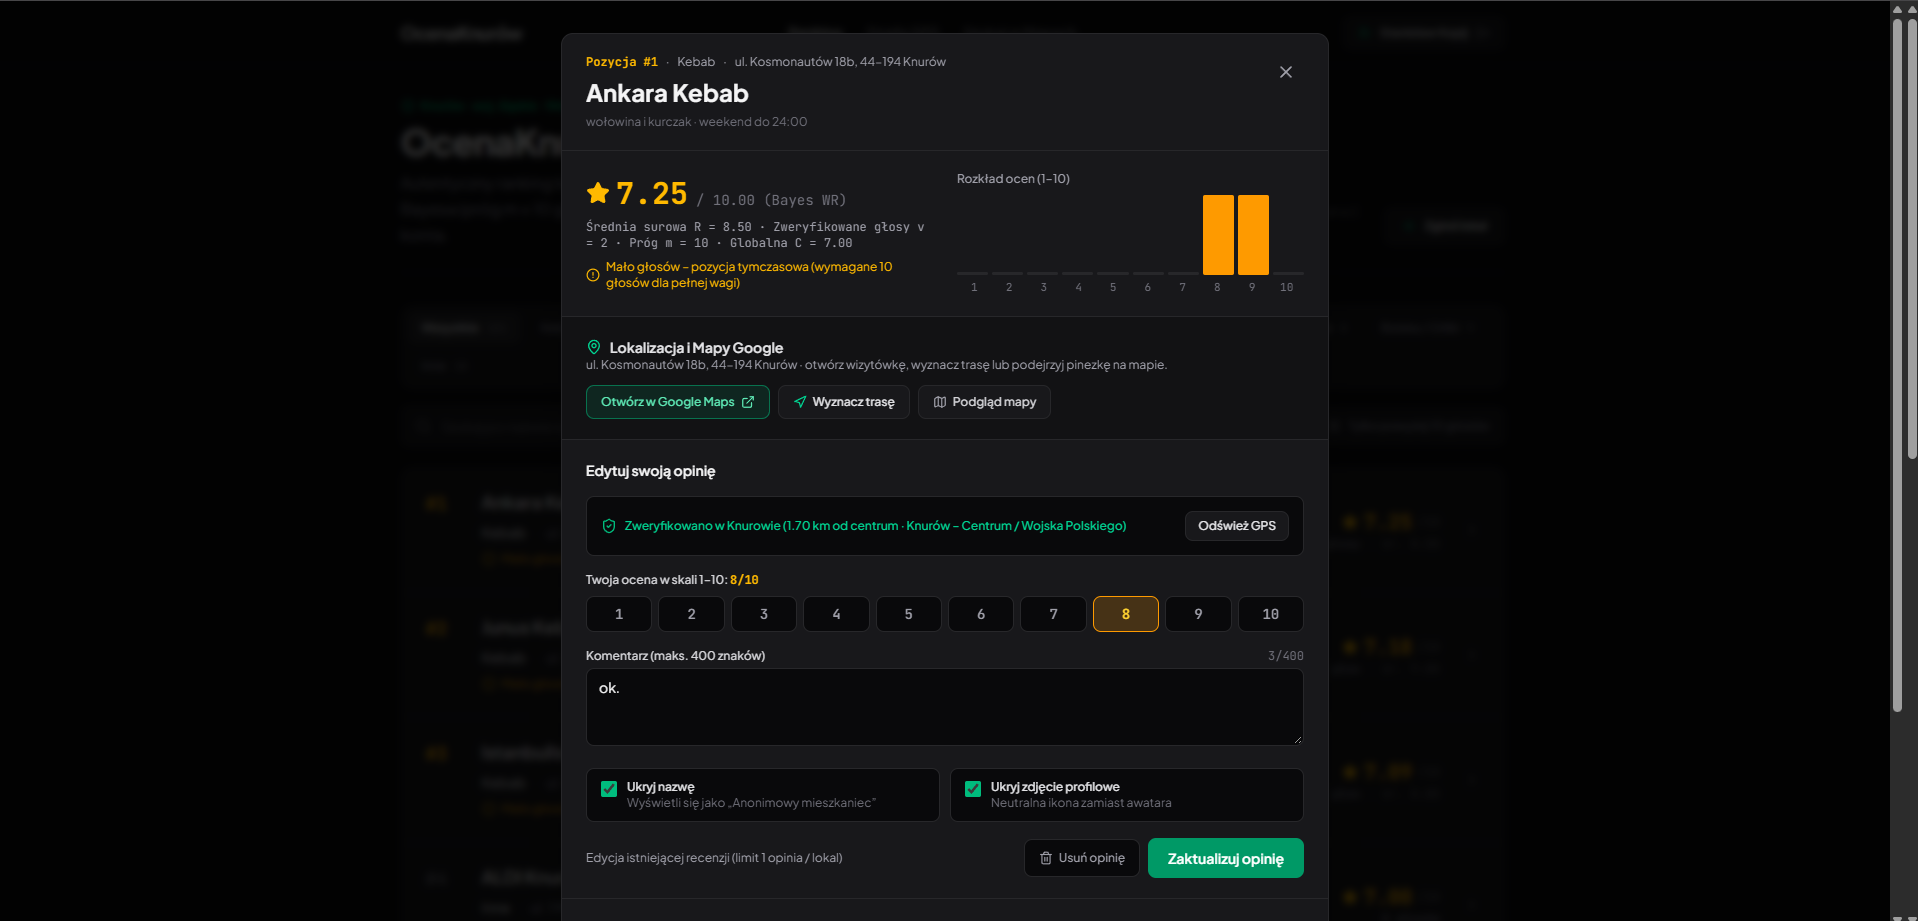 Pozycja #1 · Kebab · ul. Kosmonautów 18b, 44-194 Knurów
Ankara Kebab
wołowina i kurczak · weekend do 24:00
7.25 / 10.00 (Bayes WR)
Średnia surowa R = 8.50 · Zweryfikowane głosy v
= 2 · Próg m = 10 · Globalna C = 7.00
Mało głosów – pozycja tymczasowa (wymagane 10
głosów dla pełnej wagi)
Rozkład ocen (1–10)
1 2 3 4 5 6 7 8 9 10
Lokalizacja i Mapy Google
ul. Kosmonautów 18b, 44-194 Knurów · otwórz wizytówkę, wyznacz trasę lub podejrzyj pinezkę na mapie.
Otwórz w Google Maps
Wyznacz trasę
Podgląd mapy
Edytuj swoją opinię
Zweryfikowano w Knurowie (1.70 km od centrum · Knurów – Centrum / Wojska Polskiego)
Odśwież GPS
Twoja ocena w skali 1–10: 8/10
1 2 3 4 5 6 7 8 9 10
Komentarz (maks. 400 znaków)
3/400
ok.
Ukryj nazwę
Wyświetli się jako „Anonimowy mieszkaniec”
Ukryj zdjęcie profilowe
Neutralna ikona zamiast awatara
Edycja istniejącej recenzji (limit 1 opinia / lokal)
Usuń opinię
Zaktualizuj opinię